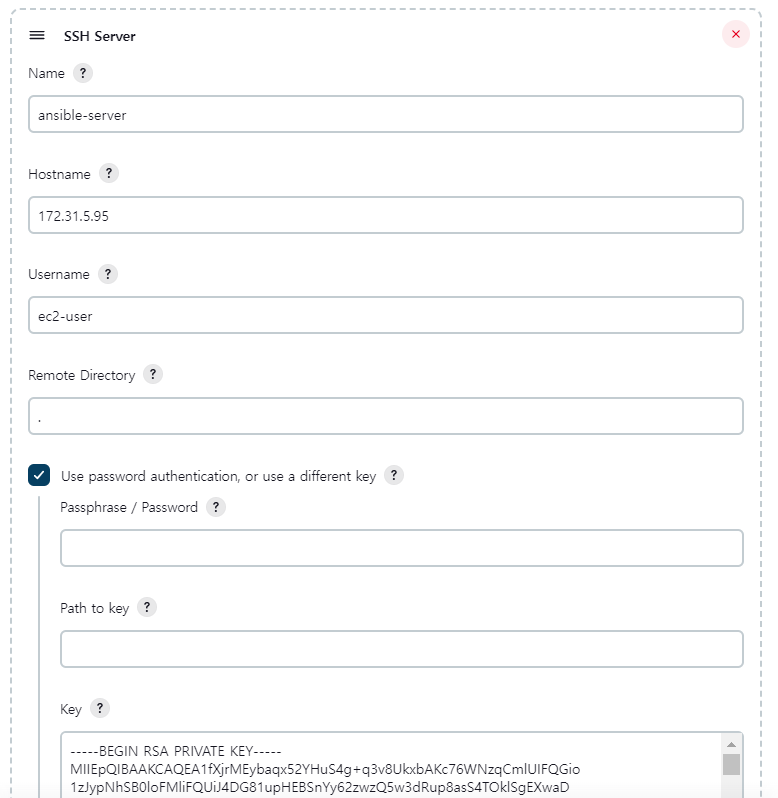 SSH Server
Name ?
ansible-server
Hostname ?
172.31.5.95
Username ?
ec2-user
Remote Directory ?
.
Use password authentication, or use a different key ?
Passphrase / Password ?
Path to key ?
Key ?
-----BEGIN RSA PRIVATE KEY-----
MIIEpQIBAAKCAQEA1fXjrMEybaqx52YHuS4g+q3v8UkxbAKc76WNzqCmlUIFQGio
1zJypNhSB0loFMliFQUiJ4DG81upHEBSnYy62zwzQ5w3dRup8asS4TOklSgEXwaD